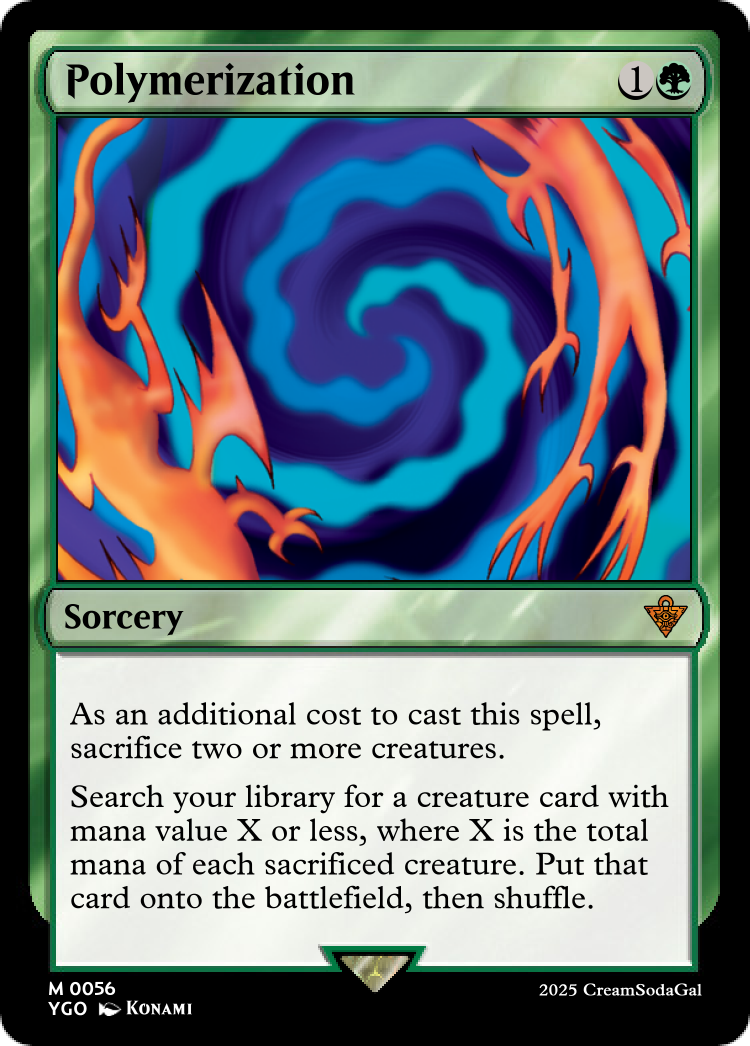 Polymerization 1
Sorcery
As an additional cost to cast this spell,
sacrifice two or more creatures.
Search your library for a creature card with
mana value X or less, where X is the total
mana of each sacrificed creature. Put that
card onto the battlefield, then shuffle.
M 0056
YGO KONAMI
2025 CreamSodaGal